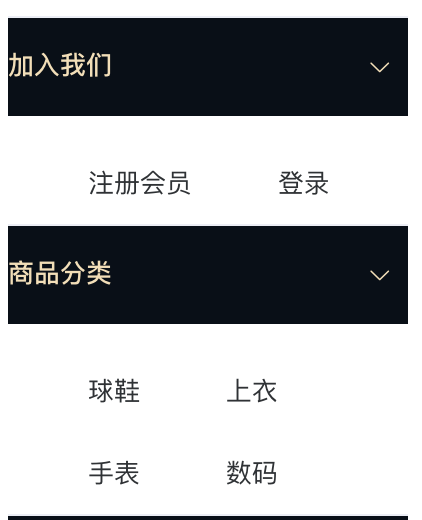 加入我们
注册会员 登录
商品分类
球鞋 上衣
手表 数码